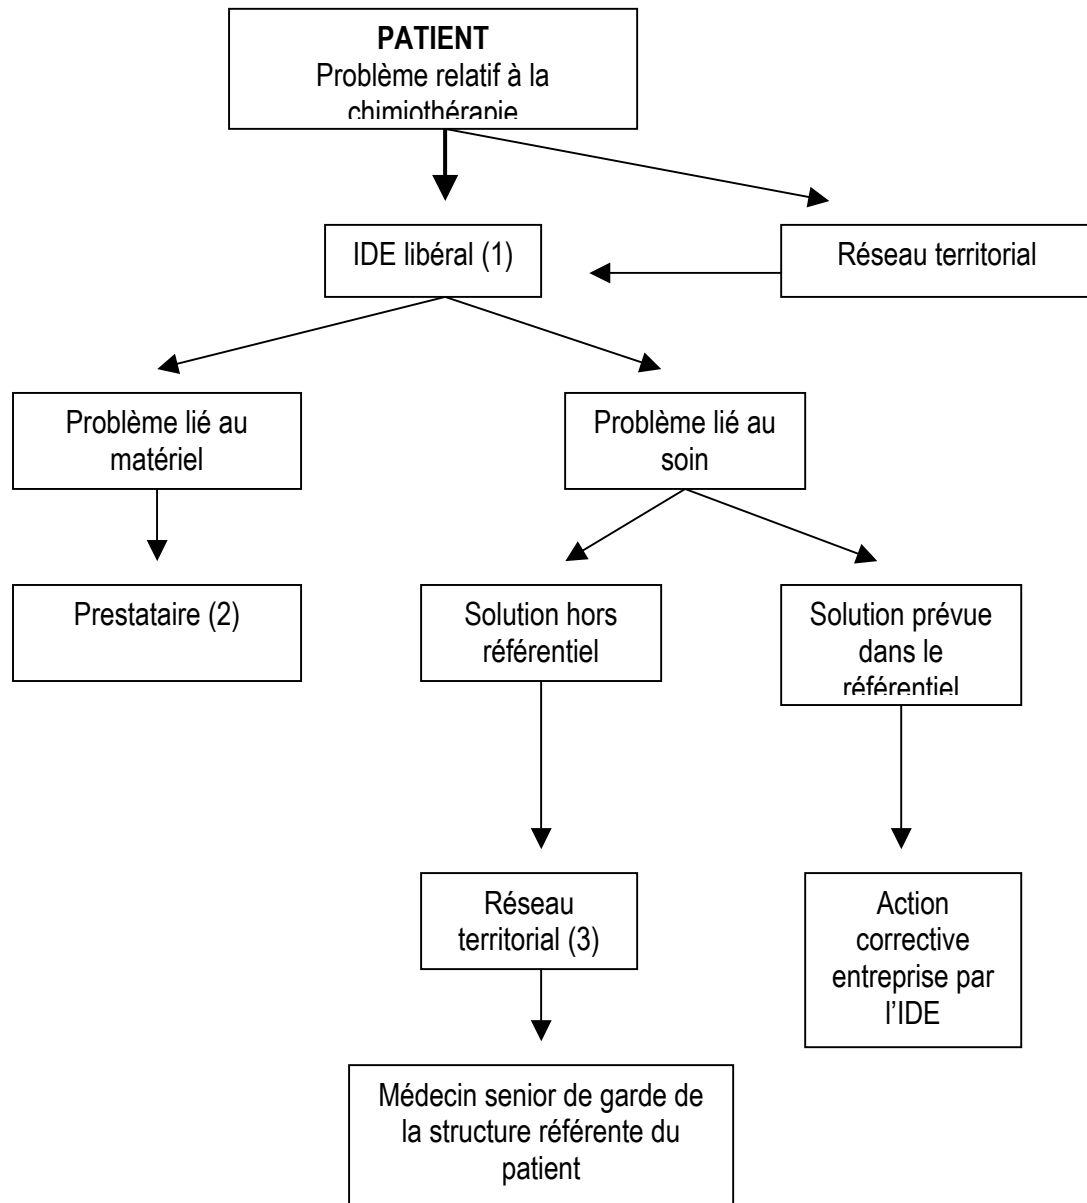 PATIENT
Problème relatif à la
chimiothérapie
IDE libéral (1)
Réseau territorial
Problème lié au
matériel
Problème lié au
soin
Prestataire (2)
Solution hors
référentiel
Solution prévue
dans le
référentiel
Réseau
territorial (3)
Action
corrective
entreprise par
l’IDE
Médecin senior de garde de
la structure référente du
patient